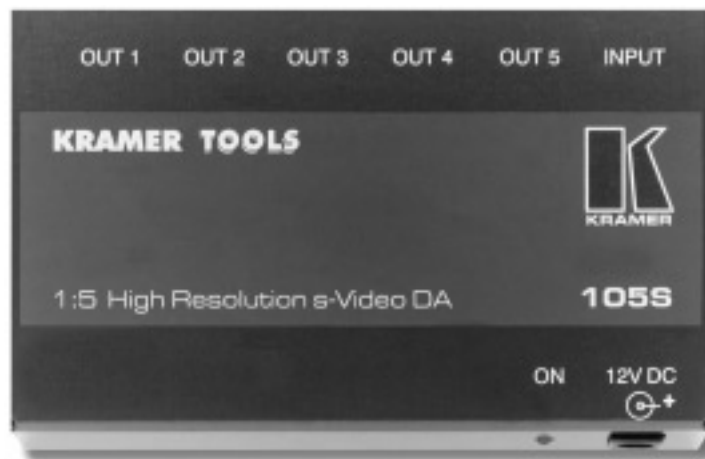 OUT 1 OUT 2 OUT 3 OUT 4 OUT 5 INPUT
KRAMER TOOLS
KRAMER
1:5 High Resolution s-Video DA 105S
ON 12V DC
+